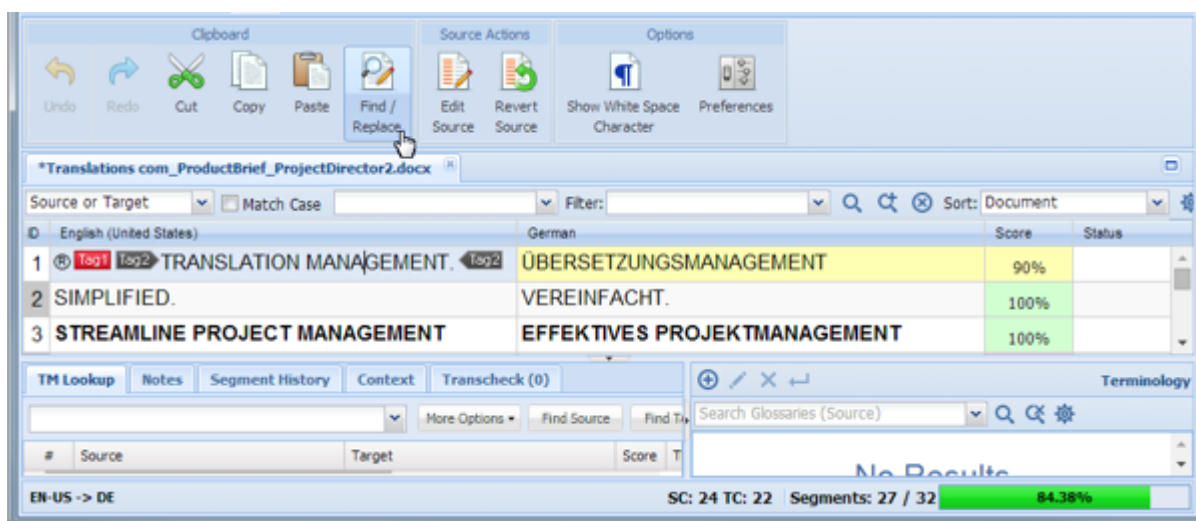 Clipboard Source Actions Options
Undo Redo Cut Copy Paste Find / Replace Edit Source Revert Source Show White Space Character Preferences
*Translations com_ProductBrief_ProjectDirector2.docx
Source or Target Match Case Filter: Sort: Document
ID English (United States) German Score Status
1 ® Tag1 Tag2 TRANSLATION MANAGEMENT. Tag2 ÜBERSETZUNGSMANAGEMENT 90%
2 SIMPLIFIED. VEREINFACHT. 100%
3 STREAMLINE PROJECT MANAGEMENT EFFEKTIVES PROJEKTMANAGEMENT 100%
TM Lookup Notes Segment History Context Transcheck (0) Terminology
More Options Find Source Find Search Glossaries (Source)
# Source Target Score T
No Results
EN-US -> DE SC: 24 TC: 22 Segments: 27 / 32 84.38%